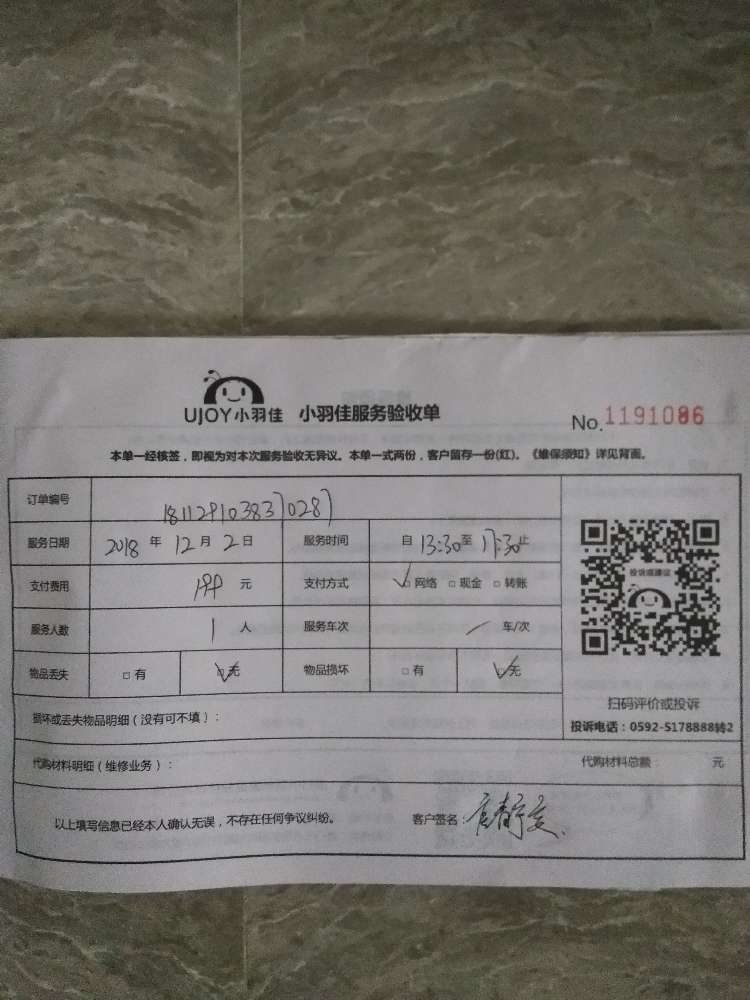 UJOY小羽佳 小羽佳服务验收单 No.1191086
本单一经核签，即视为对本次服务验收无异议。本单一式两份，客户留存一份(红)。《维保须知》详见背面。
订单编号 1811291038370287
服务日期 2018 年 12 月 2 日 服务时间 自 13:30 至 17:30 止
支付费用 元 支付方式 网络 现金 转账
服务人数 1 人 服务车次 / 车/次
物品丢失 有 无 物品损坏 有 无
投诉或建议
扫码评价或投诉
投诉电话：0592-5178888转2
损坏或丢失物品明细（没有可不填）：
代购材料明细（维修业务）： 代购材料总额： 元
以上填写信息已经本人确认无误，不存在任何争议纠纷。 客户签名：